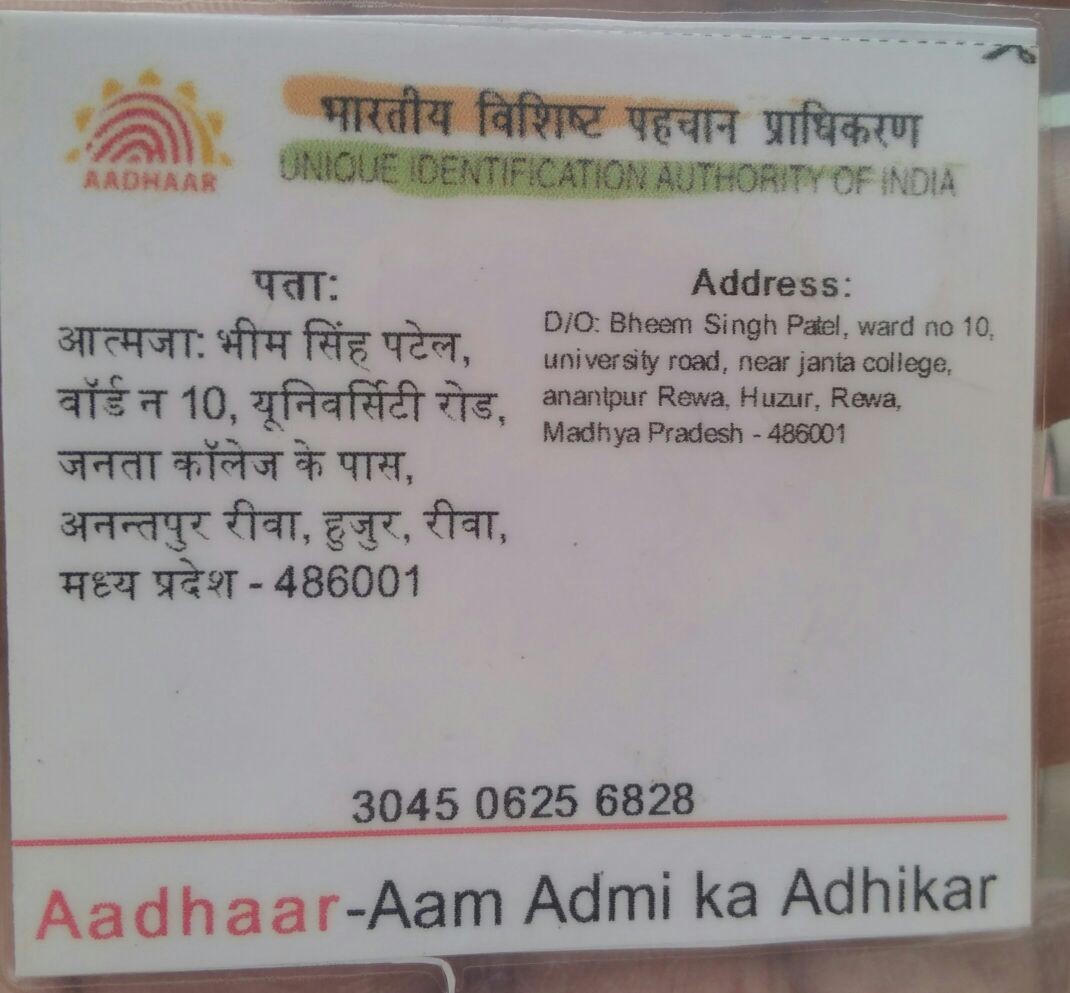 भारतीय विशिष्ट पहचान प्राधिकरण
AADHAAR
UNIQUE IDENTIFICATION AUTHORITY OF INDIA
पता:
आत्मजा: भीम सिंह पटेल,
वॉर्ड न 10, यूनिवर्सिटी रोड,
जनता कॉलेज के पास,
अनन्तपुर रीवा, हुजुर, रीवा,
मध्य प्रदेश - 486001
Address:
D/O: Bheem Singh Patel, ward no 10,
university road, near janta college,
anantpur Rewa, Huzur, Rewa,
Madhya Pradesh - 486001
3045 0625 6828
Aadhaar-Aam Admi ka Adhikar